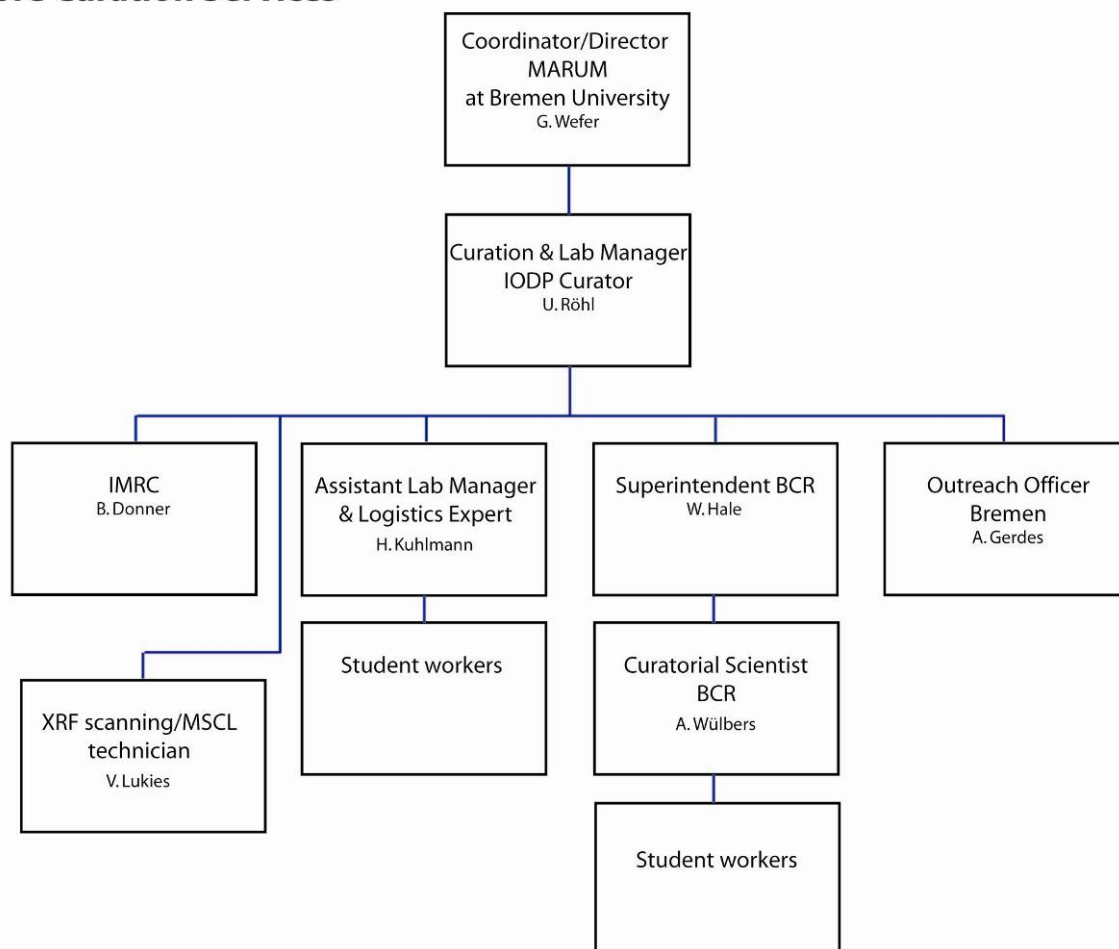 Curation Services
Coordinator/Director
MARUM
at Bremen University
G. Wefer
Curation & Lab Manager
IODP Curator
U. Röhl
IMRC
B. Donner
Assistant Lab Manager
& Logistics Expert
H. Kuhlmann
Superintendent BCR
W. Hale
Outreach Officer
Bremen
A. Gerdes
XRF scanning/MSCL
technician
V. Lukies
Student workers
Curatorial Scientist
BCR
A. Wülbers
Student workers